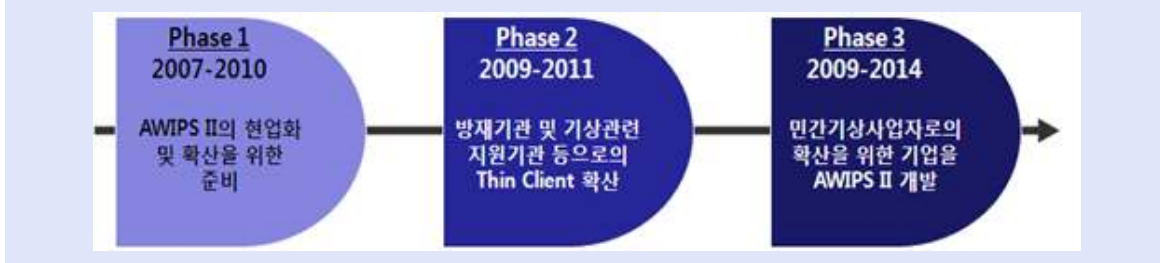 Phase 1
2007-2010
AWIPS II의 현업화
및 확산을 위한
준비
Phase 2
2009-2011
방재기관 및 기상관련
지원기관 등으로의
Thin Client 확산
Phase 3
2009-2014
민간기상사업자로의
확산을 위한 기업을
AWIPS II 개발